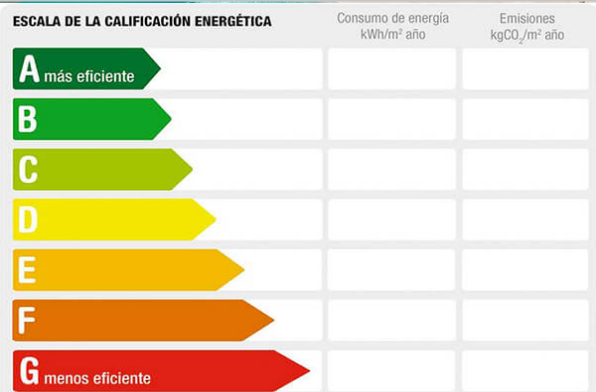 ESCALA DE LA CALIFICACIÓN ENERGÉTICA
Consumo de energía
kWh/m² año
Emisiones
kgCO₂/m² año
A más eficiente
B
C
D
E
F
G menos eficiente